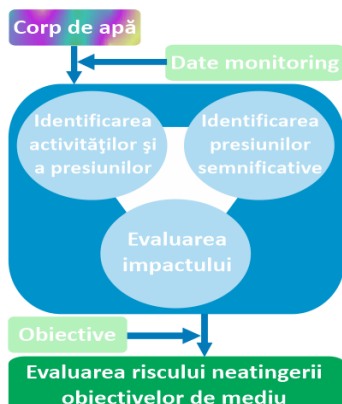 Corp de apă
Date monitoring
Identificarea
activităţilor şi
a presiunilor
Identificarea
presiunilor
semnificative
Evaluarea
impactului
Obiective
Evaluarea riscului neatingerii
obiectivelor de mediu